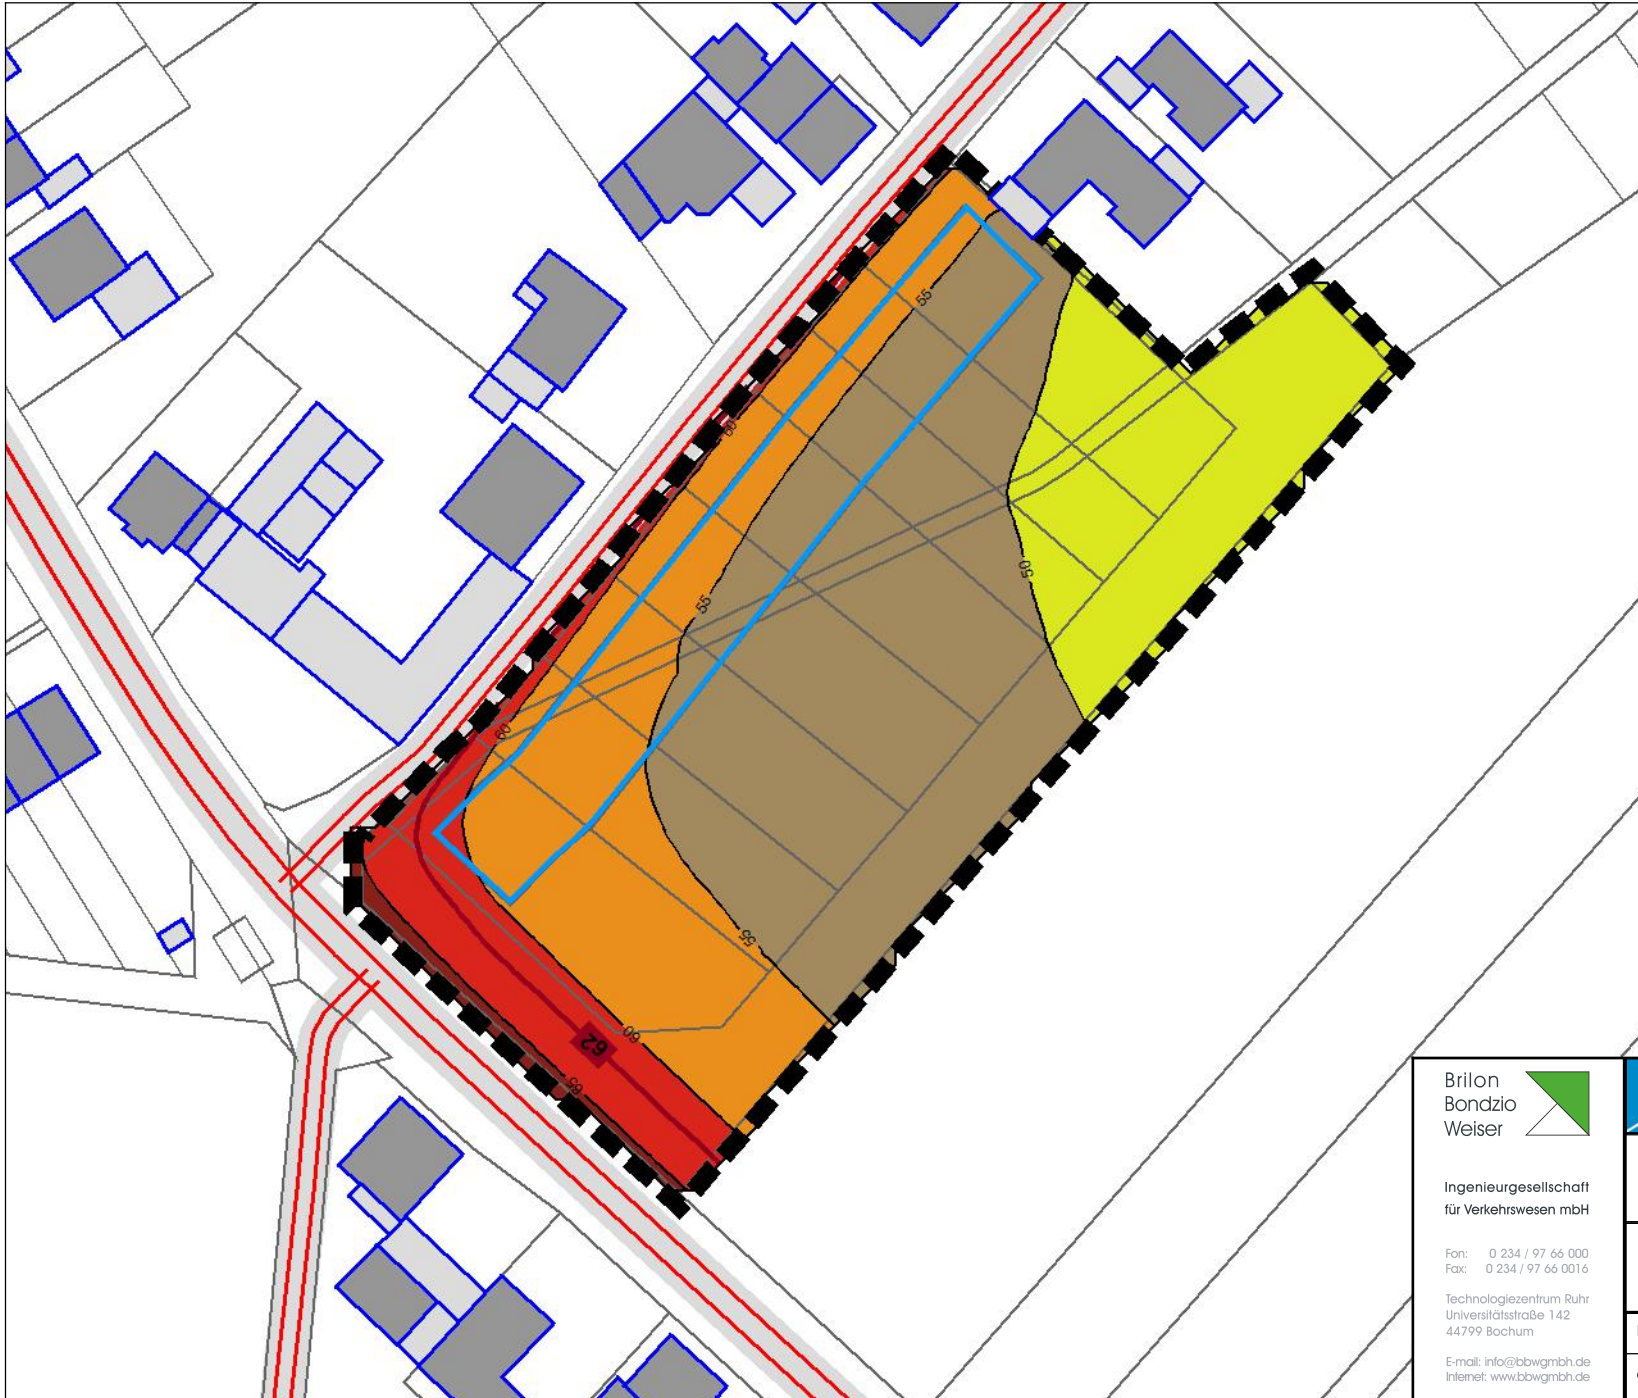 55
60
50
55
60
55
62
60
65
Brilon
Bondzio
Weiser
Ingenieurgesellschaft
für Verkehrswesen mbH
Fon: 0 234 / 97 66 000
Fax: 0 234 / 97 66 0016
Technologiezentrum Ruhr
Universitätsstraße 142
44799 Bochum
E-mail: info@bbwgmbh.de
Internet: www.bbwgmbh.de